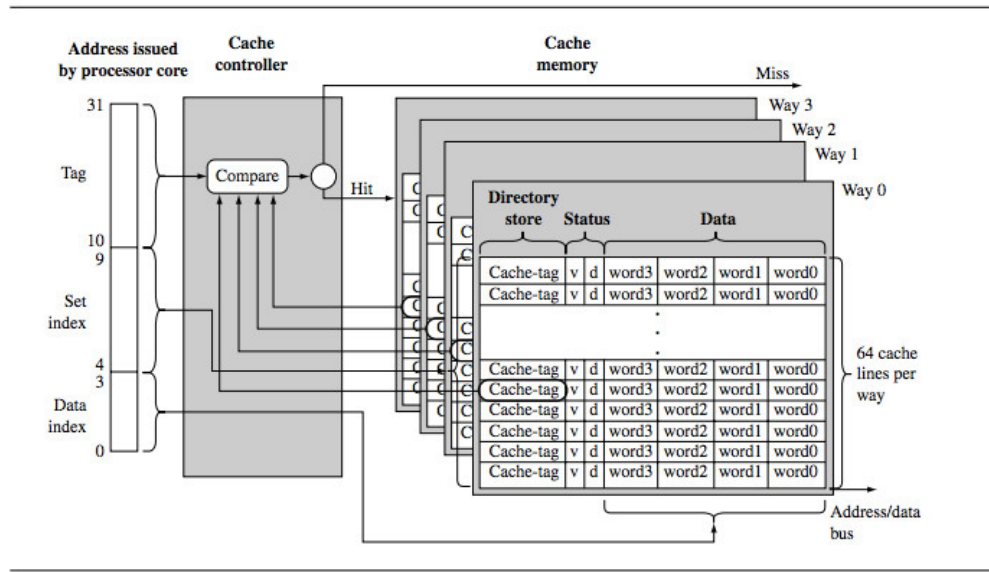 Address issued
by processor core
Cache
controller
Cache
memory
Miss
31
Way 3
Way 2
Way 1
Way 0
Tag
Compare
Hit
Directory
store
Status
Data
10
9
Set
index
4
3
Data
index
0
C
C
C
C
C
C
C
C
C
C
Cache-tag v d word3 word2 word1 word0
Cache-tag v d word3 word2 word1 word0
Cache-tag v d word3 word2 word1 word0
Cache-tag v d word3 word2 word1 word0
Cache-tag v d word3 word2 word1 word0
Cache-tag v d word3 word2 word1 word0
Cache-tag v d word3 word2 word1 word0
Cache-tag v d word3 word2 word1 word0
64 cache
lines per
way
Address/data
bus